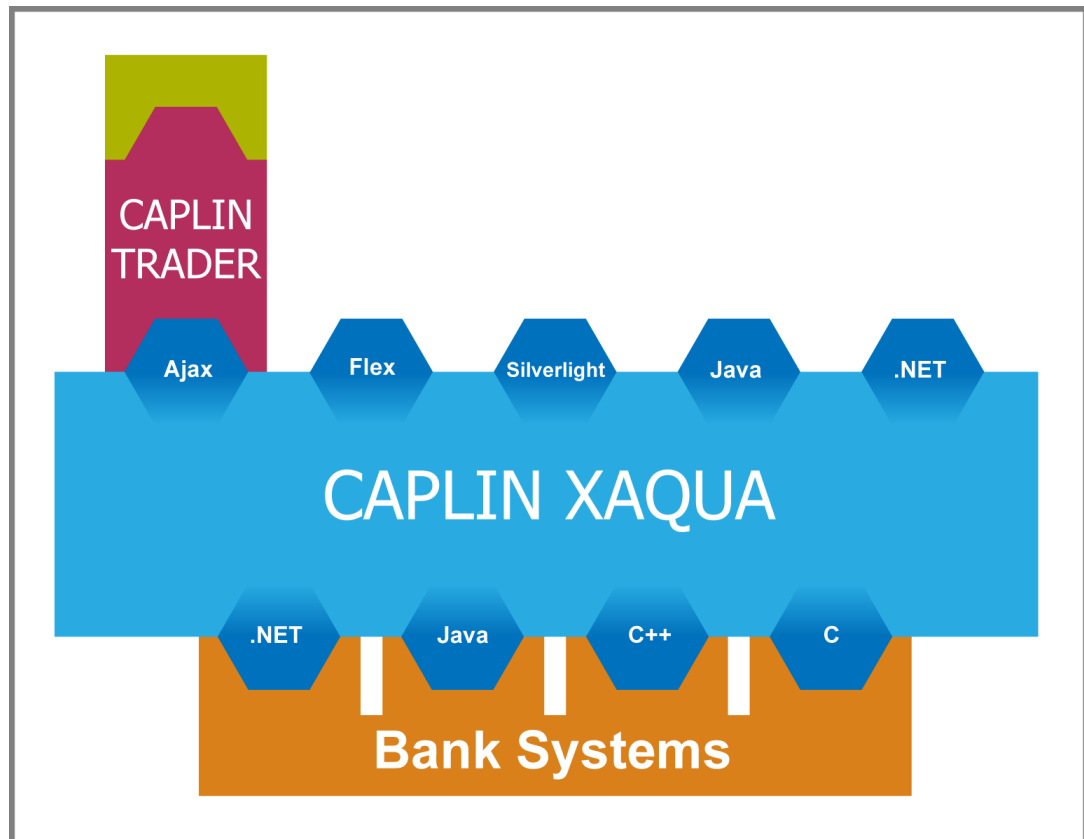 CAPLIN
TRADER
Ajax
Flex
Silverlight
Java
.NET
CAPLIN XAQUA
.NET
Java
C++
C
Bank Systems